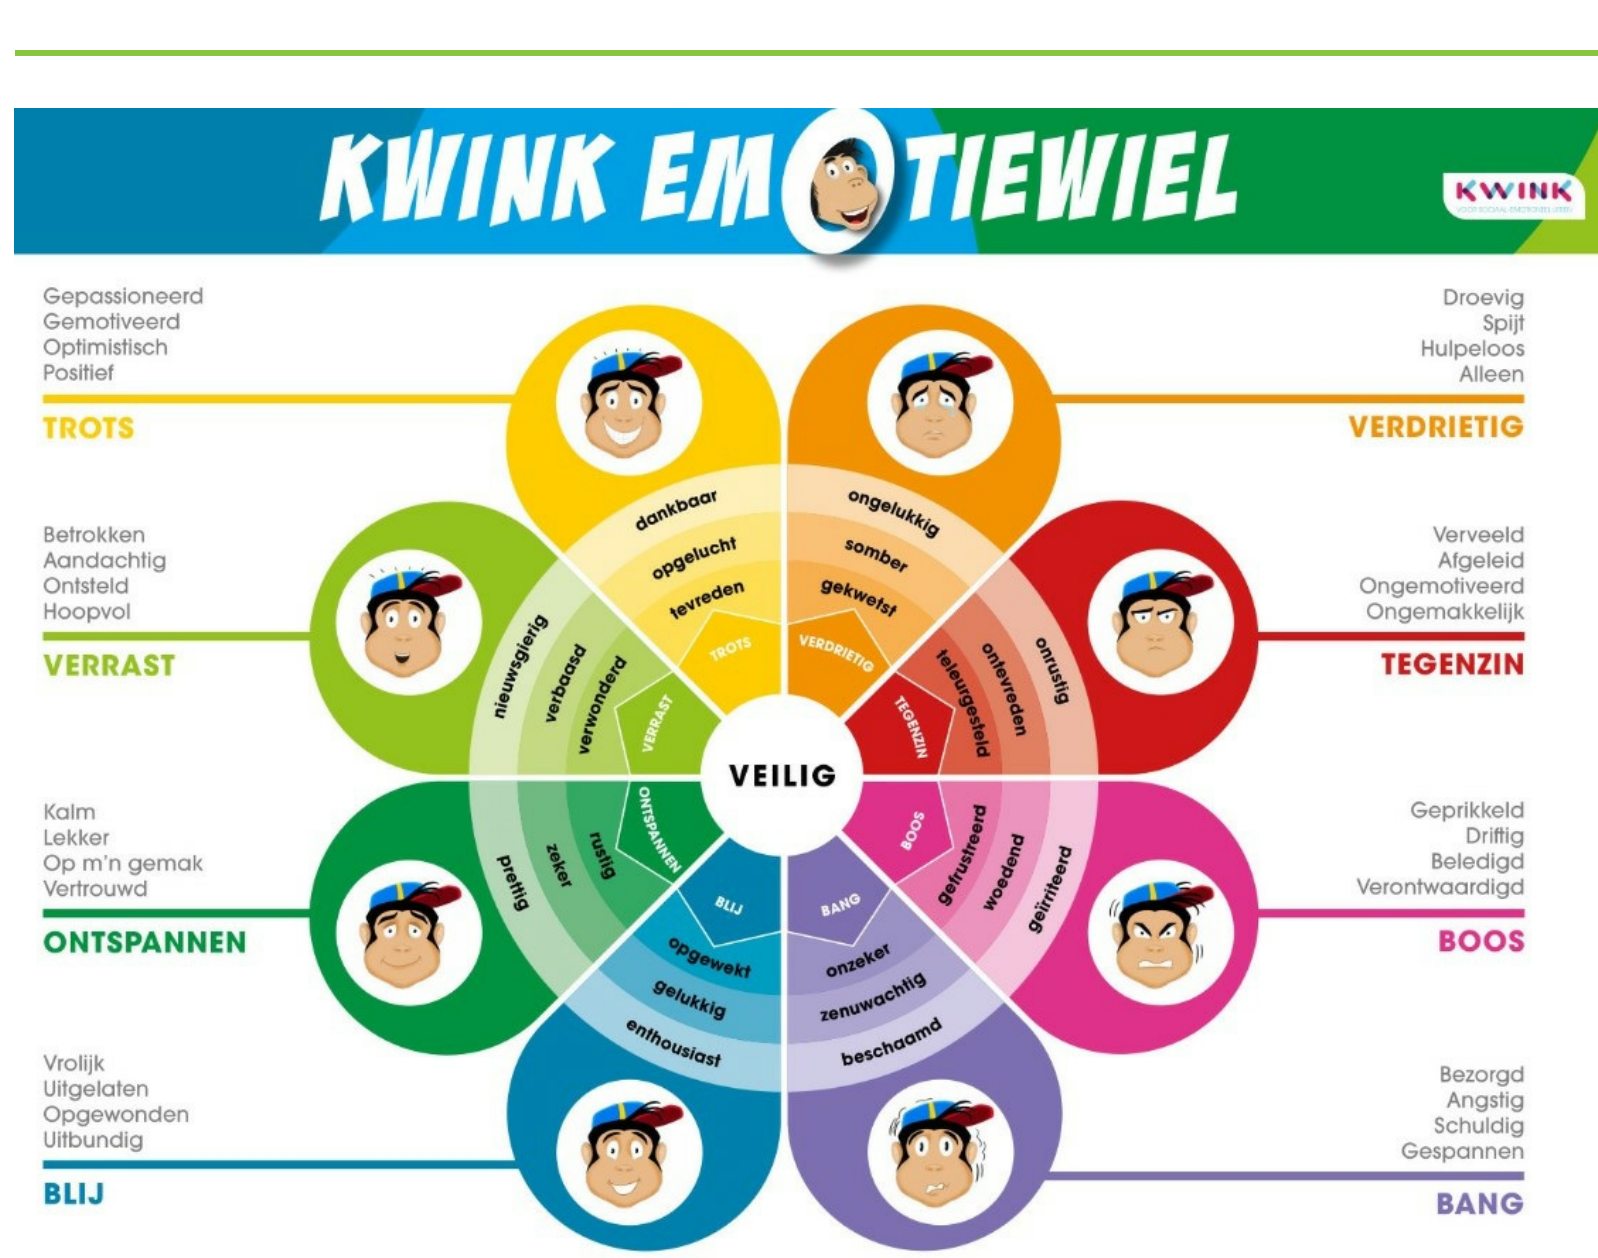 KWINK EMOTIEWIEL
KWINK
VOOR SOCIAAL-EMOTIONEEL LEREN
Gepassioneerd
Gemotiveerd
Optimistisch
Positief
TROTS
Betrokken
Aandachtig
Ontsteld
Hoopvol
VERRAST
Kalm
Lekker
Op m'n gemak
Vertrouwd
ONTSPANNEN
Vrolijk
Uitgelaten
Opgewonden
Uitbundig
BLIJ
dankbaar
opgelucht
tevreden
TROTS
ongelukkig
somber
gekwetst
VERDRIETIG
nieuwsgierig
verbaasd
verwonderd
VERRAST
onrustig
ontevreden
teleurgesteld
TEGENZIN
VEILIG
prettig
zeker
rustig
ONTSPANNEN
gefrustreerd
woedend
geïrriteerd
BOOS
BLIJ
opgewekt
gelukkig
enthousiast
BANG
onzeker
zenuwachtig
beschaamd
Droevig
Spijt
Hulpeloos
Alleen
VERDRIETIG
Verveeld
Afgeleid
Ongemotiveerd
Ongemakkelijk
TEGENZIN
Geprikkeld
Driftig
Beledigd
Verontwaardigd
BOOS
Bezorgd
Angstig
Schuldig
Gespannen
BANG